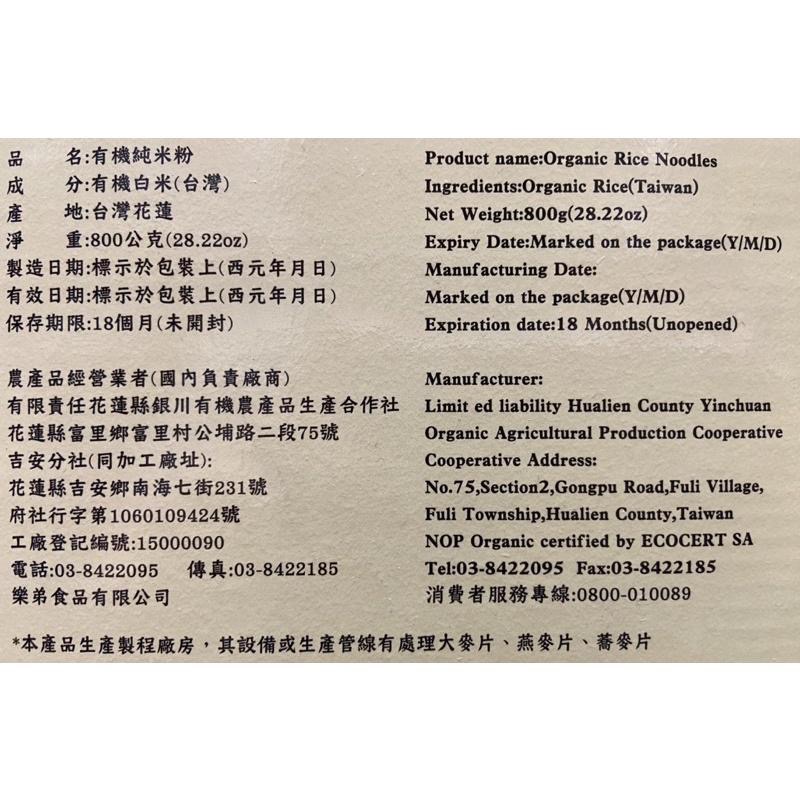 品 名:有機純米粉
成 分:有機白米(台灣)
產 地:台灣花蓮
淨 重:800公克(28.22oz)
製造日期:標示於包裝上(西元年月日)
有效日期:標示於包裝上(西元年月日)
保存期限:18個月(未開封)
農產品經營業者(國內負責廠商)
有限責任花蓮縣銀川有機農產品生產合作社
花蓮縣富里鄉富里村公埔路二段75號
吉安分社(同加工廠址):
花蓮縣吉安鄉南海七街231號
府社行字第1060109424號
工廠登記編號:15000090
電話:03-8422095 傳真:03-8422185
樂弟食品有限公司
Product name:Organic Rice Noodles
Ingredients:Organic Rice(Taiwan)
Net Weight:800g(28.22oz)
Expiry Date:Marked on the package(Y/M/D)
Manufacturing Date:
Marked on the package(Y/M/D)
Expiration date:18 Months(Unopened)
Manufacturer:
Limit ed liability Hualien County Yinchuan
Organic Agricultural Production Cooperative
Cooperative Address:
No.75,Section2,Gongpu Road,Fuli Village,
Fuli Township,Hualien County,Taiwan
NOP Organic certified by ECOCERT SA
Tel:03-8422095 Fax:03-8422185
消費者服務專線:0800-010089
*本產品生產製程廠房，其設備或生產管線有處理大麥片、燕麥片、蕎麥片